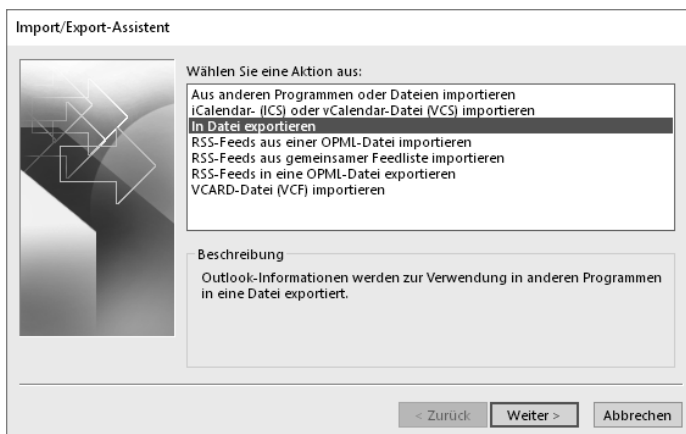 Import/Export-Assistent
Wählen Sie eine Aktion aus:
Aus anderen Programmen oder Dateien importieren
iCalendar- (ICS) oder vCalendar-Datei (VCS) importieren
In Datei exportieren
RSS-Feeds aus einer OPML-Datei importieren
RSS-Feeds aus gemeinsamer Feedliste importieren
RSS-Feeds in eine OPML-Datei exportieren
VCARD-Datei (VCF) importieren
Beschreibung
Outlook-Informationen werden zur Verwendung in anderen Programmen
in eine Datei exportiert.
< Zurück Weiter > Abbrechen